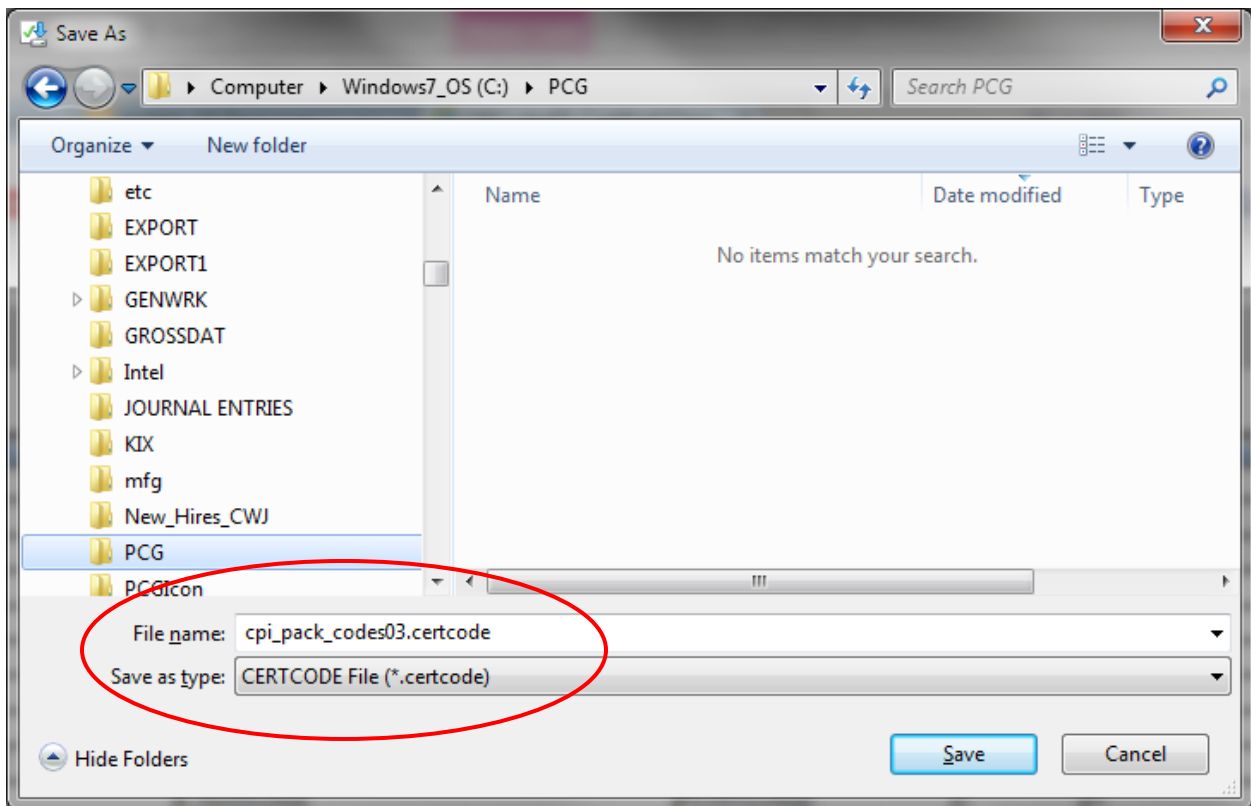 Save As
Computer Windows7_OS (C:) PCG Search PCG
Organize New folder
Name Date modified Type
No items match your search.
etc
EXPORT
EXPORT1
GENWRK
GROSSDAT
Intel
JOURNAL ENTRIES
KIX
mfg
New_Hires_CWJ
PCG
PCGIcon
File name: cpi_pack_codes03.certcode
Save as type: CERTCODE File (*.certcode)
Hide Folders Save Cancel